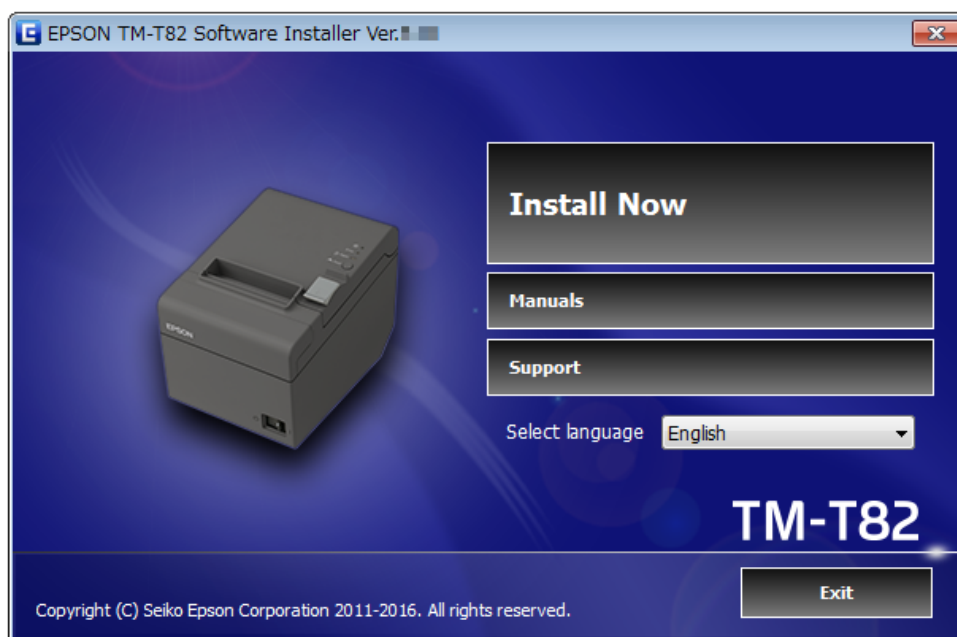 EPSON TM-T82 Software Installer Ver.
Install Now
Manuals
Support
Select language English
EPSON
TM-T82
Exit
Copyright (C) Seiko Epson Corporation 2011-2016. All rights reserved.